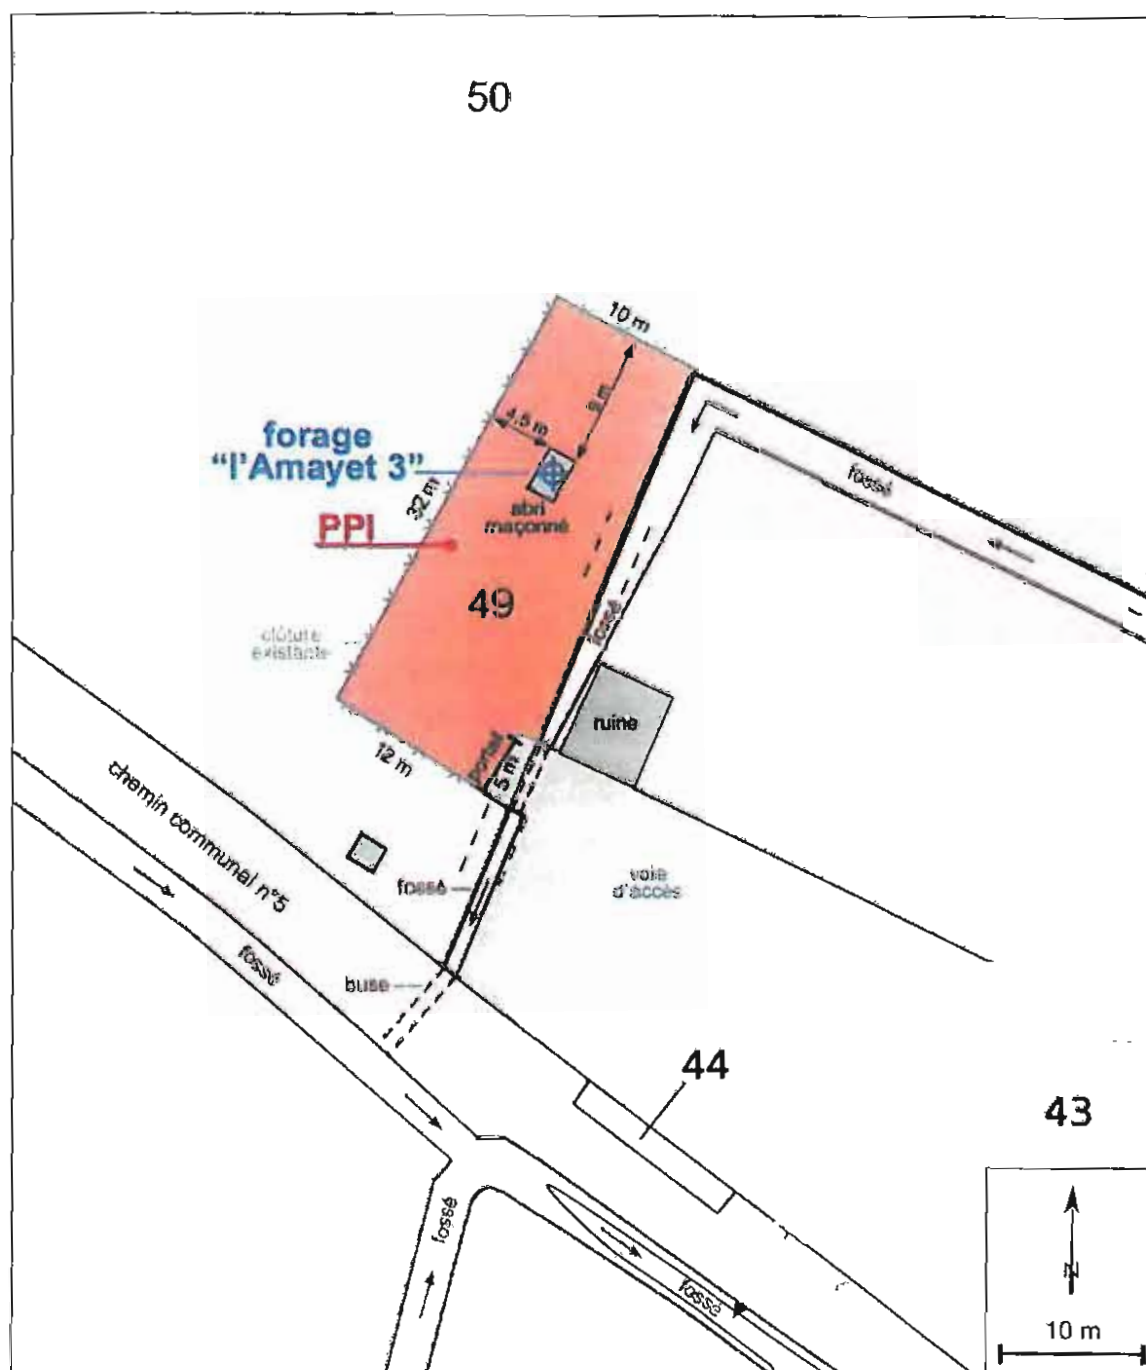 50
10 m
9 m
4,5 m
forage
"l'Amayet 3"
32 m
abri
maçonné
PPI
49
clôture
existante
fossé
fossé
ruine
portail
5 m
12 m
chemin communal n°5
fossé
voie
d'accès
fossé
buse
44
43
fossé
fossé
N
10 m